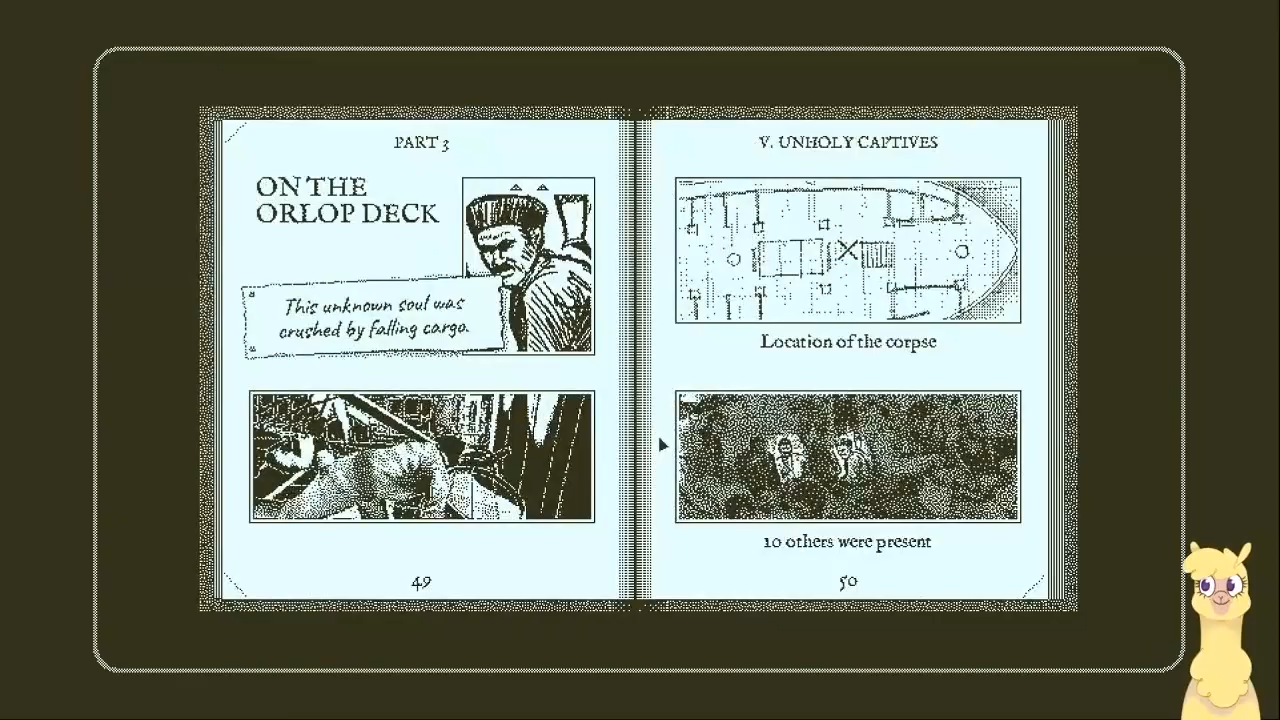 PART 3
ON THE
ORLOP DECK
This unknown soul was
crushed by falling cargo.
49
V. UNHOLY CAPTIVES
Location of the corpse
10 others were present
50